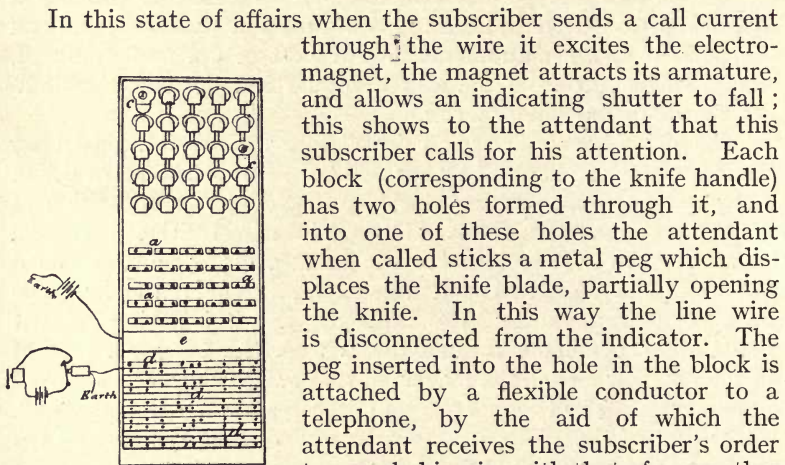 In this state of affairs when the subscriber sends a call current
through the wire it excites the electro-
magnet, the magnet attracts its armature,
and allows an indicating shutter to fall ;
this shows to the attendant that this
subscriber calls for his attention. Each
block (corresponding to the knife handle)
has two holes formed through it, and
into one of these holes the attendant
when called sticks a metal peg which dis-
places the knife blade, partially opening
the knife. In this way the line wire
is disconnected from the indicator. The
peg inserted into the hole in the block is
attached by a flexible conductor to a
telephone, by the aid of which the
attendant receives the subscriber's order
c
a
a
a
Earth
e
d
Earth
d
d